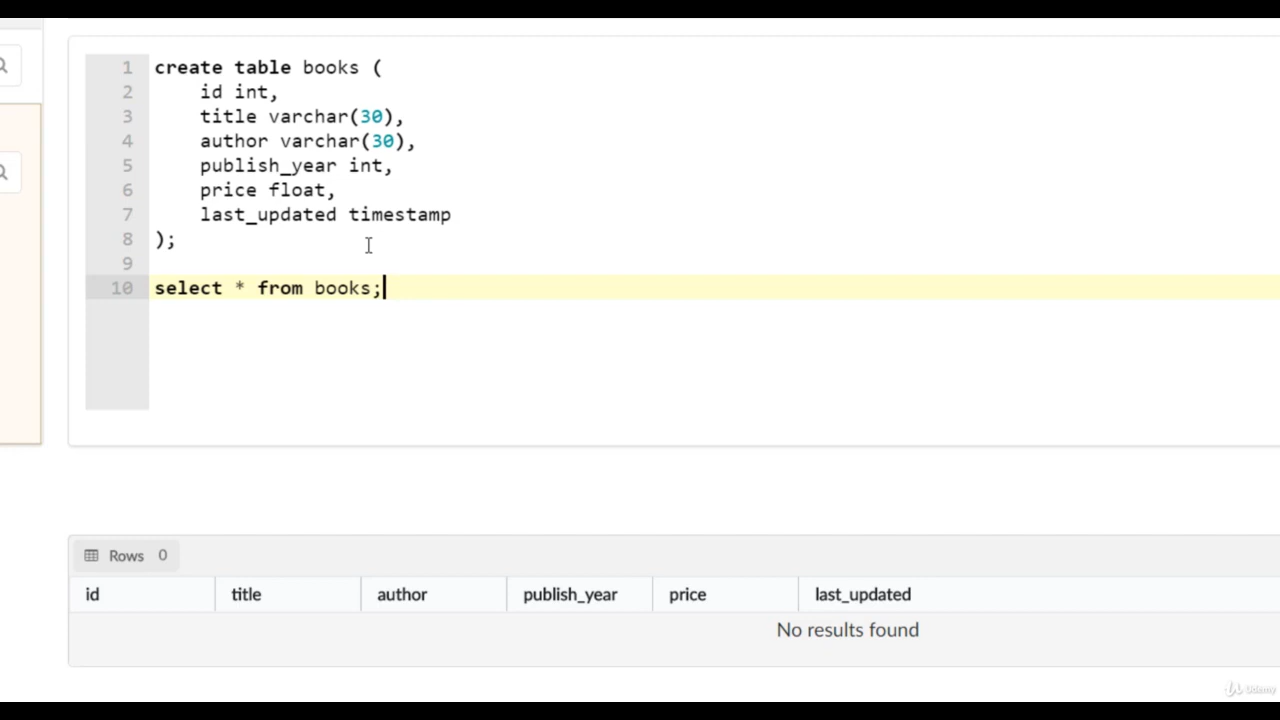 1 create table books (
2 id int,
3 title varchar(30),
4 author varchar(30),
5 publish_year int,
6 price float,
7 last_updated timestamp
8 );
9
10 select * from books;
Rows 0
id title author publish_year price last_updated
No results found
Udemy